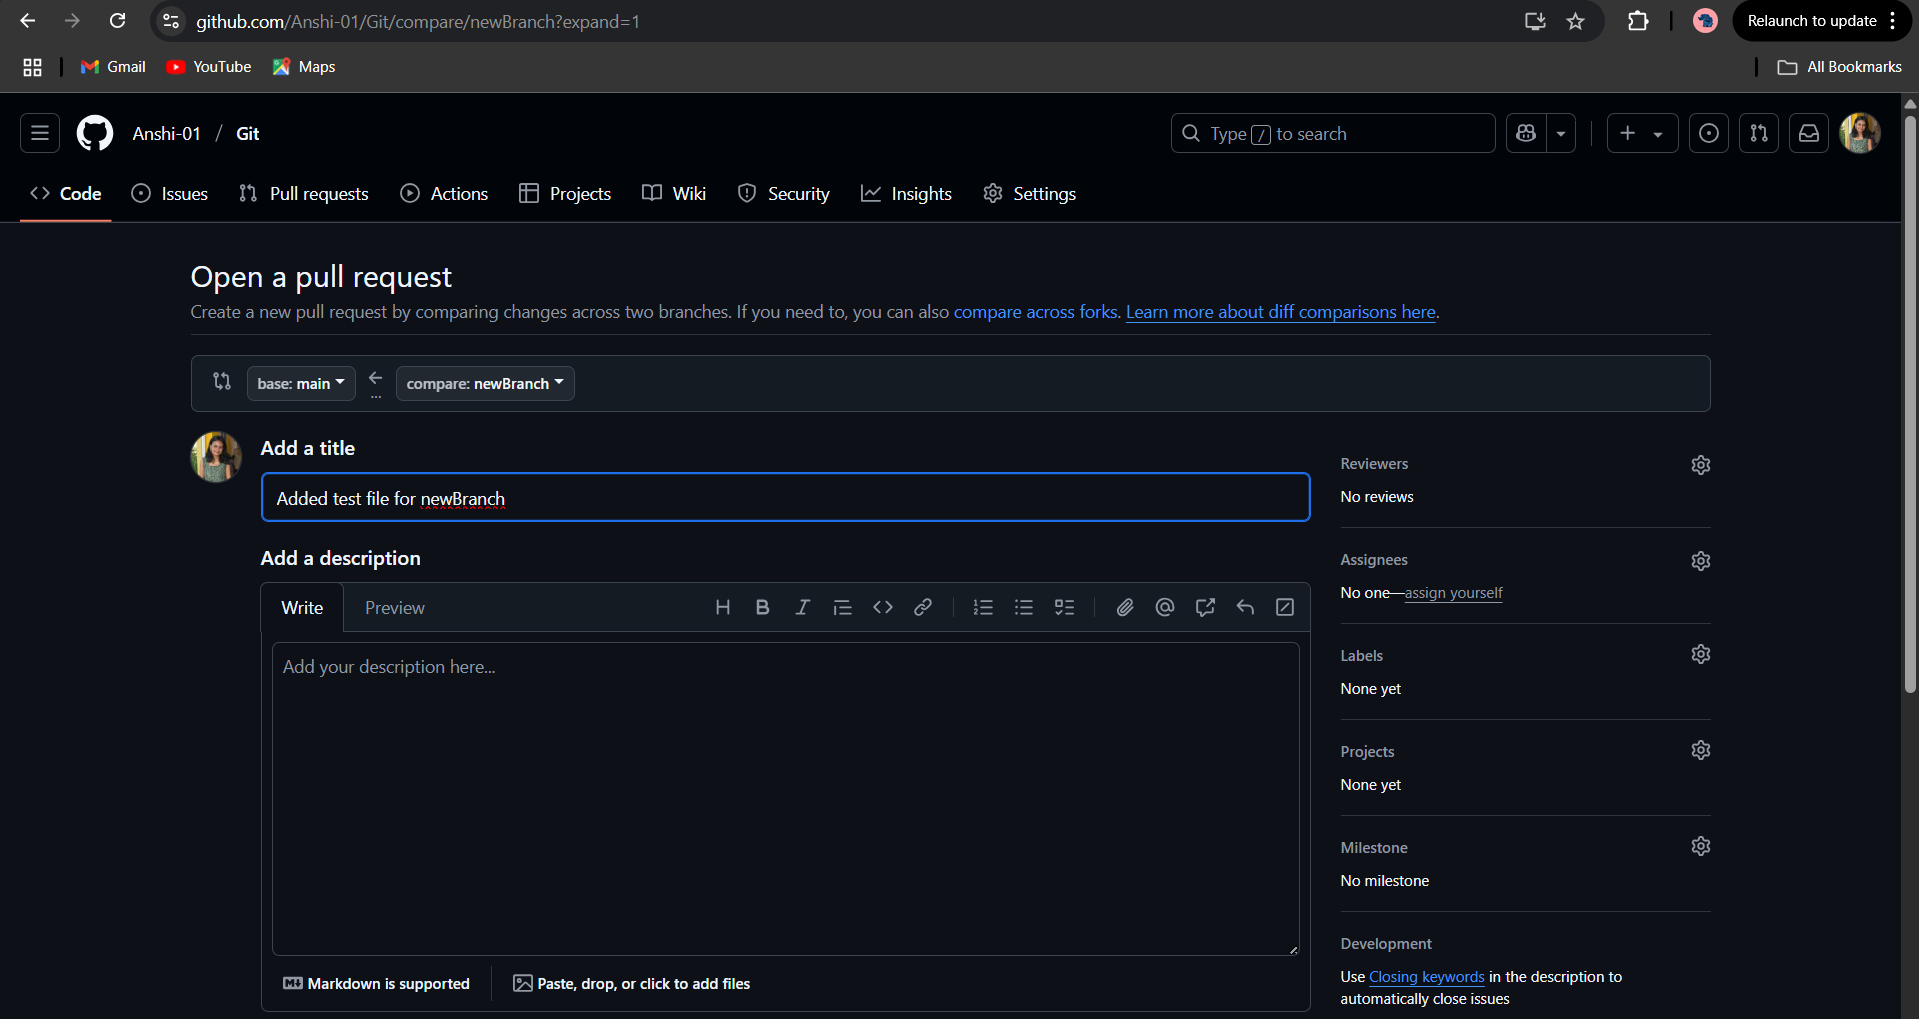 github.com/Anshi-01/Git/compare/newBranch?expand=1
Relaunch to update
Gmail YouTube Maps
All Bookmarks
Anshi-01 / Git
Type / to search
Code Issues Pull requests Actions Projects Wiki Security Insights Settings
Open a pull request
Create a new pull request by comparing changes across two branches. If you need to, you can also compare across forks. Learn more about diff comparisons here.
base: main ← compare: newBranch
...
Add a title
Added test file for newBranch
Add a description
Write Preview
H B I
Add your description here...
Markdown is supported
Paste, drop, or click to add files
Reviewers
No reviews
Assignees
No one—assign yourself
Labels
None yet
Projects
None yet
Milestone
No milestone
Development
Use Closing keywords in the description to
automatically close issues